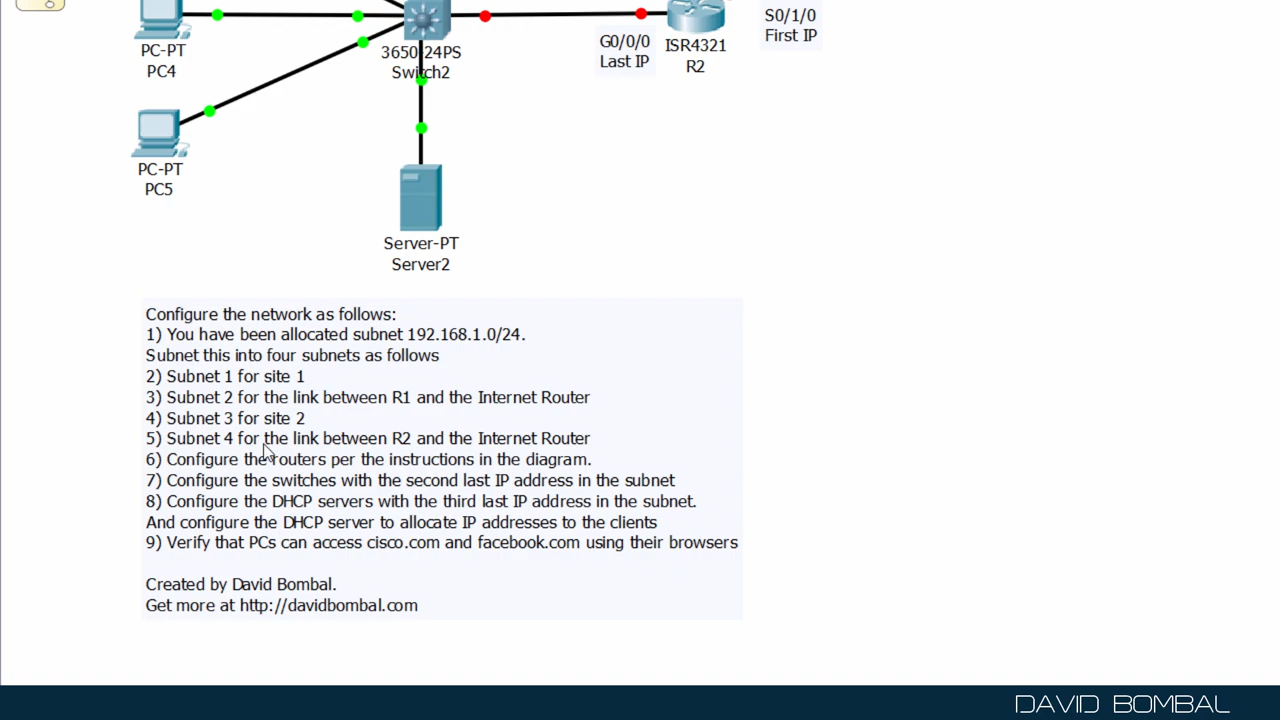 S0/1/0
First IP
G0/0/0
Last IP
ISR4321
R2
3650-24PS
Switch2
PC-PT
PC4
PC-PT
PC5
Server-PT
Server2
Configure the network as follows:
1) You have been allocated subnet 192.168.1.0/24.
Subnet this into four subnets as follows
2) Subnet 1 for site 1
3) Subnet 2 for the link between R1 and the Internet Router
4) Subnet 3 for site 2
5) Subnet 4 for the link between R2 and the Internet Router
6) Configure the routers per the instructions in the diagram.
7) Configure the switches with the second last IP address in the subnet
8) Configure the DHCP servers with the third last IP address in the subnet.
And configure the DHCP server to allocate IP addresses to the clients
9) Verify that PCs can access cisco.com and facebook.com using their browsers
Created by David Bombal.
Get more at http://davidbombal.com
DAVID BOMBAL